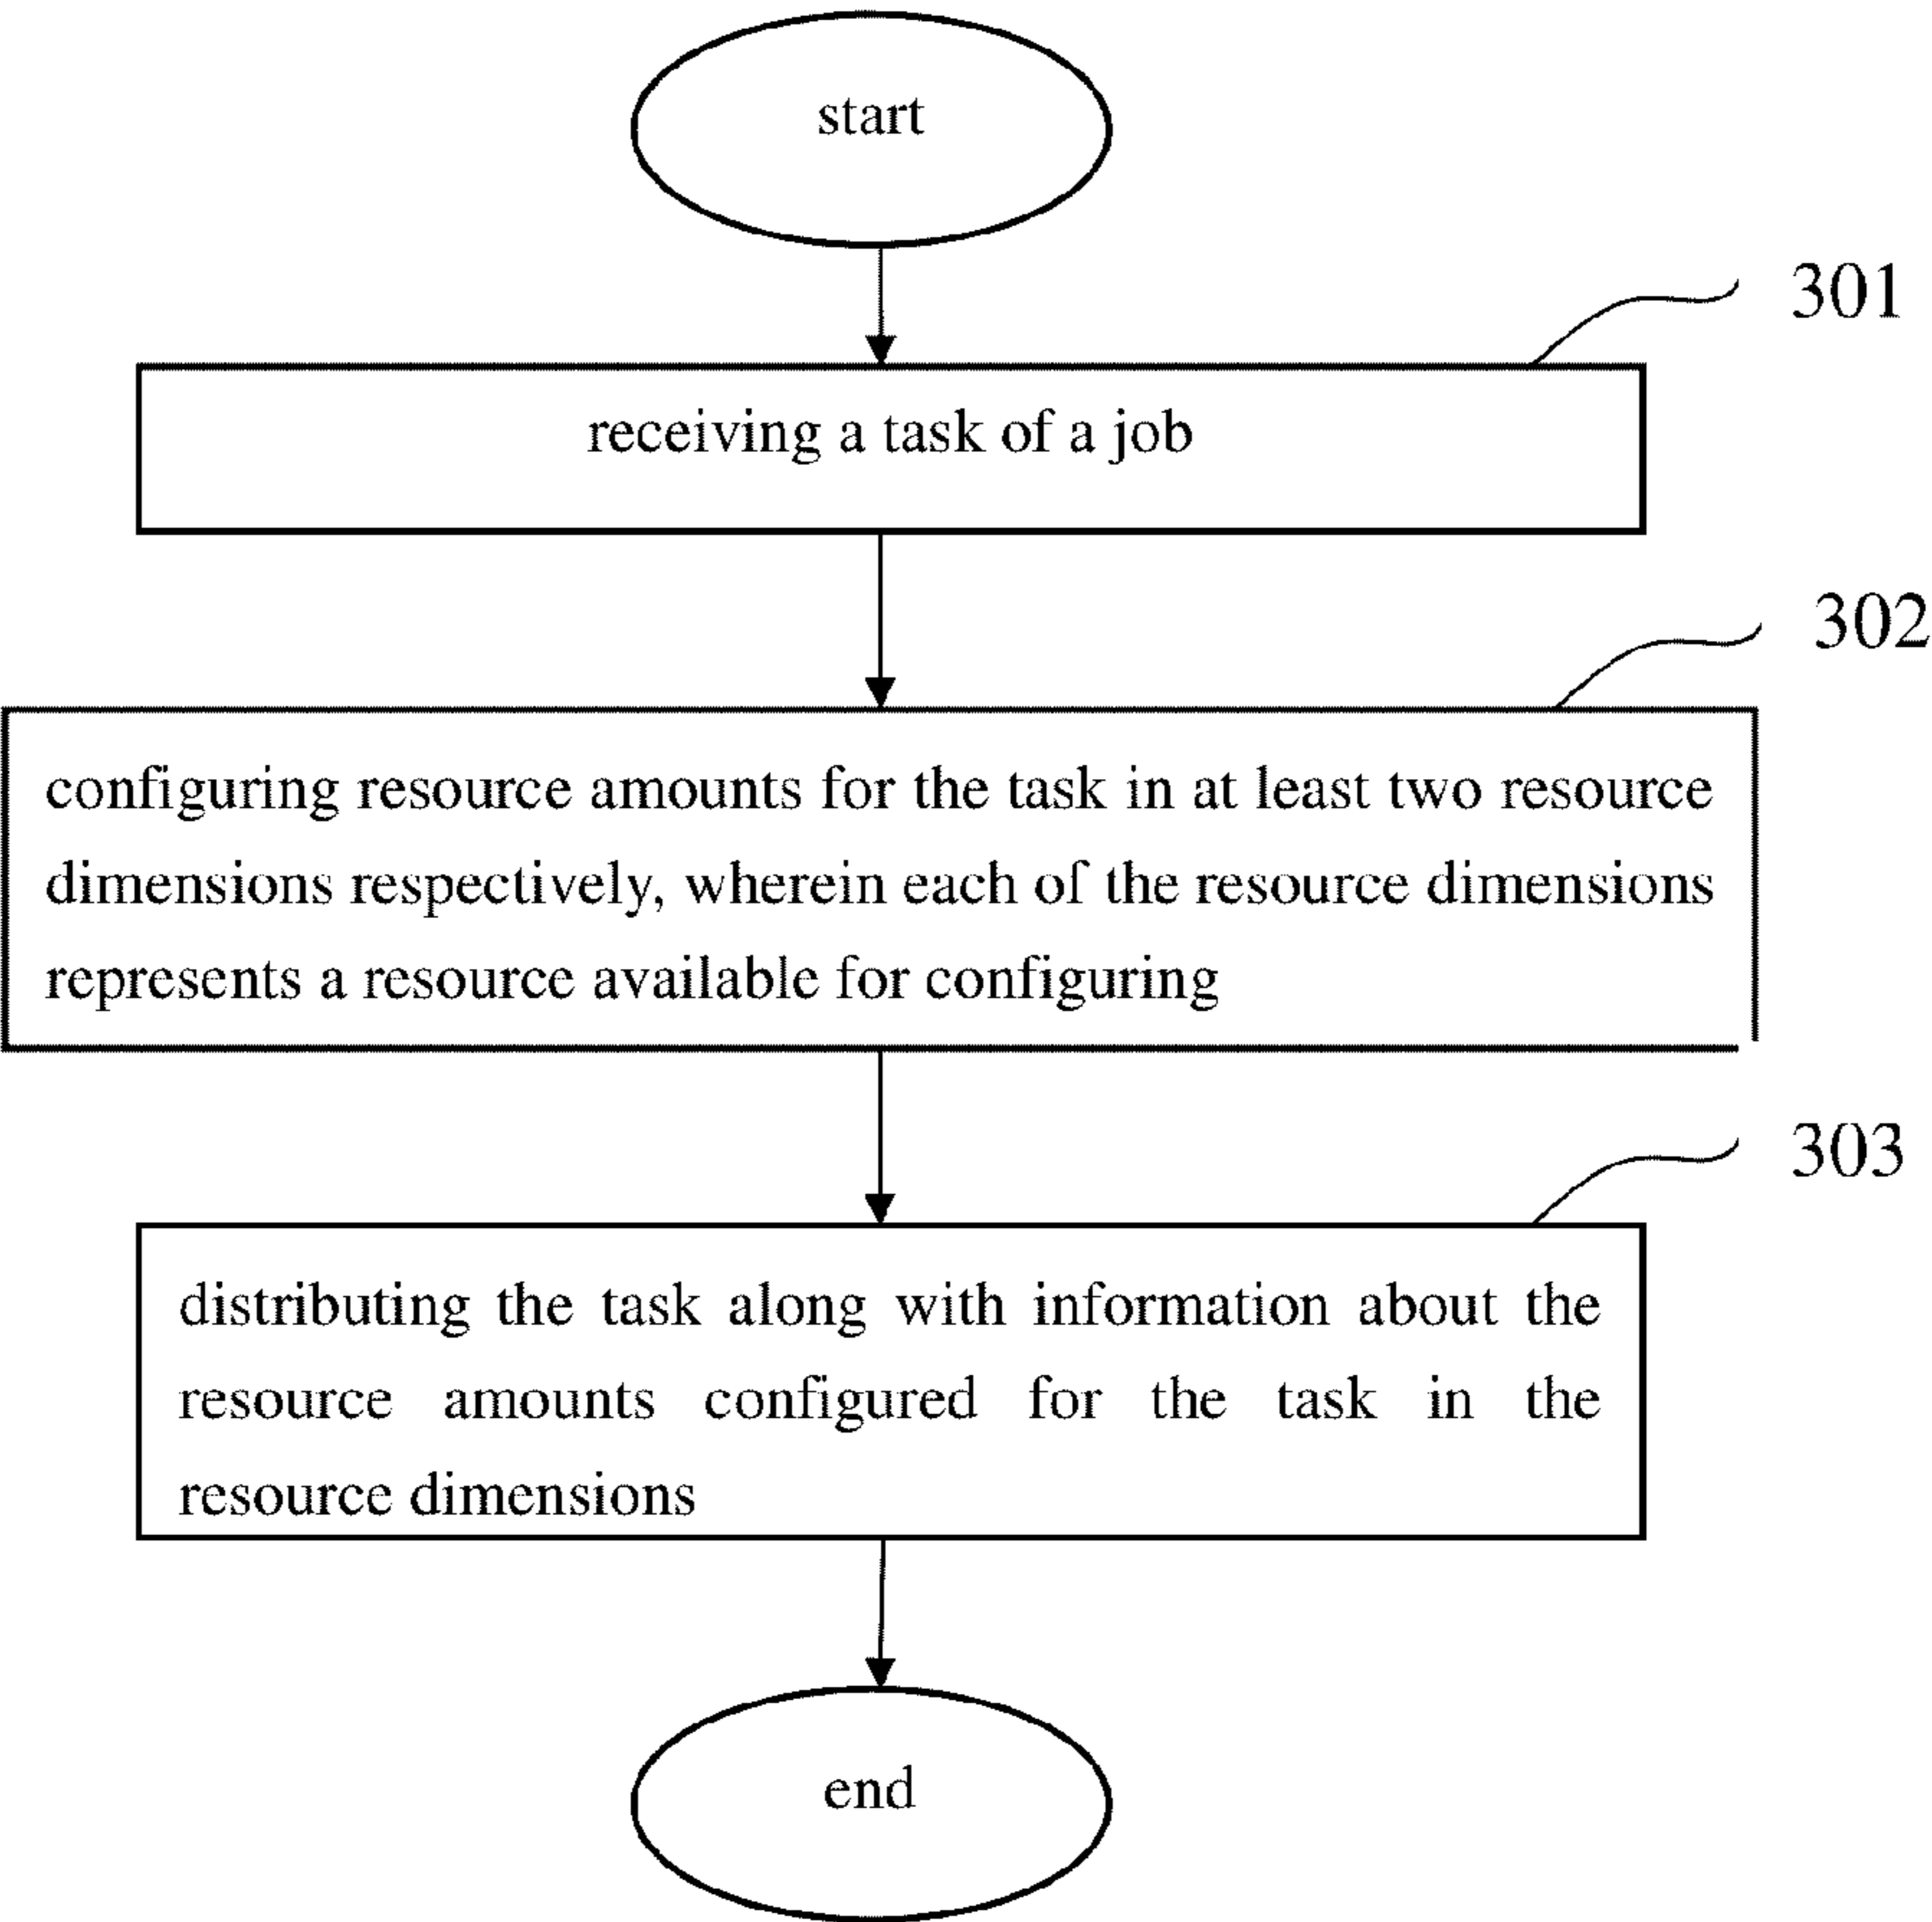 start
301
receiving a task of a job
302
configuring resource amounts for the task in at least two resource
dimensions respectively, wherein each of the resource dimensions
represents a resource available for configuring
303
distributing the task along with information about the
resource amounts configured for the task in the
resource dimensions
end